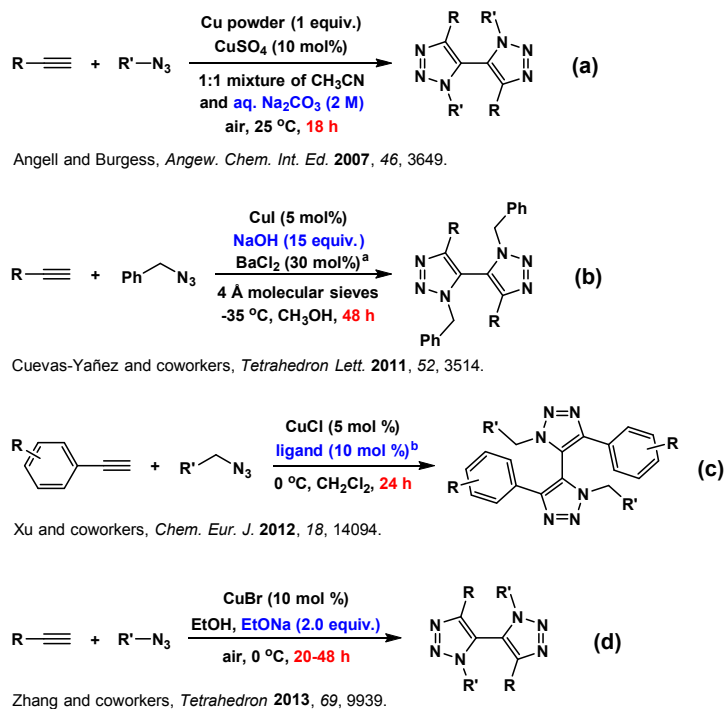 Cu powder (1 equiv.)
CuSO₄ (10 mol%)
R + R'−N₃
1:1 mixture of CH₃CN
and aq. Na₂CO₃ (2 M)
air, 25 °C, 18 h
R R' N N N N N N R' R
(a)
Angell and Burgess, Angew. Chem. Int. Ed. 2007, 46, 3649.
CuI (5 mol%)
NaOH (15 equiv.)
BaCl₂ (30 mol%)ᵃ
R + Ph N₃
4 Å molecular sieves
-35 °C, CH₃OH, 48 h
Ph R N N N N N N Ph R
(b)
Cuevas-Yañez and coworkers, Tetrahedron Lett. 2011, 52, 3514.
CuCl (5 mol %)
ligand (10 mol %)ᵇ
R + R' N₃
0 °C, CH₂Cl₂, 24 h
N=N R' N R R N N=N R'
(c)
Xu and coworkers, Chem. Eur. J. 2012, 18, 14094.
CuBr (10 mol %)
EtOH, EtONa (2.0 equiv.)
R + R'−N₃
air, 0 °C, 20-48 h
R R' N N N N N N R' R
(d)
Zhang and coworkers, Tetrahedron 2013, 69, 9939.